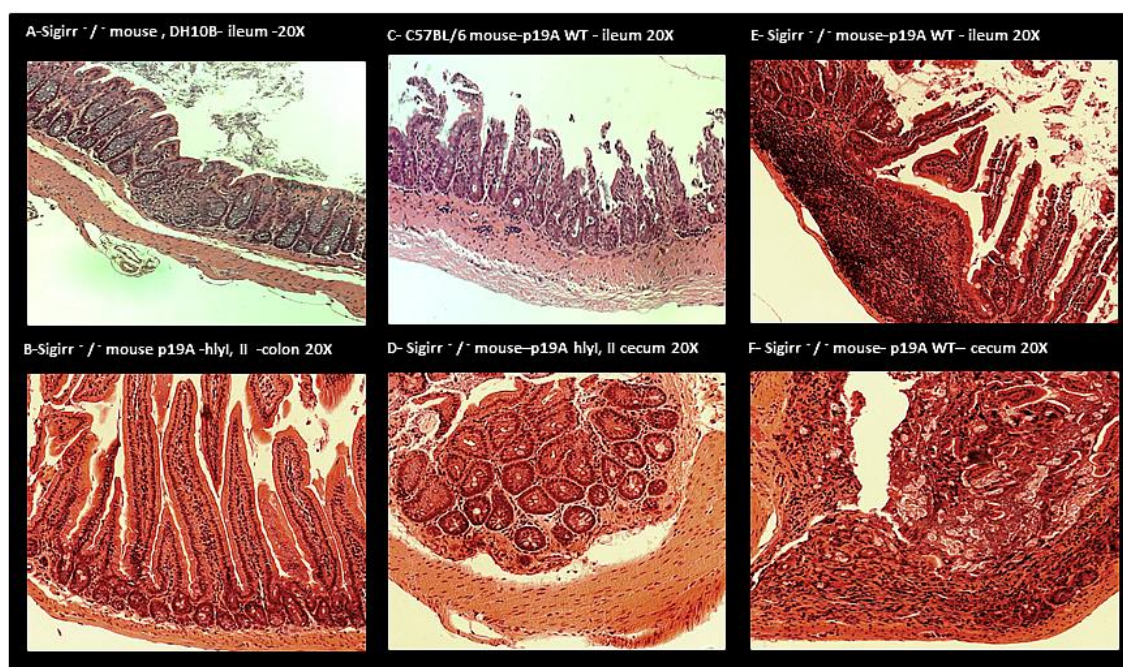 A-Sigirr ⁻/⁻ mouse , DH10B- ileum -20X
C- C57BL/6 mouse-p19A WT - ileum 20X
E- Sigirr ⁻/⁻ mouse-p19A WT - ileum 20X
B-Sigirr ⁻/⁻ mouse p19A -hlyI, II -colon 20X
D- Sigirr ⁻/⁻ mouse–p19A hlyI, II cecum 20X
F- Sigirr ⁻/⁻ mouse- p19A WT– cecum 20X